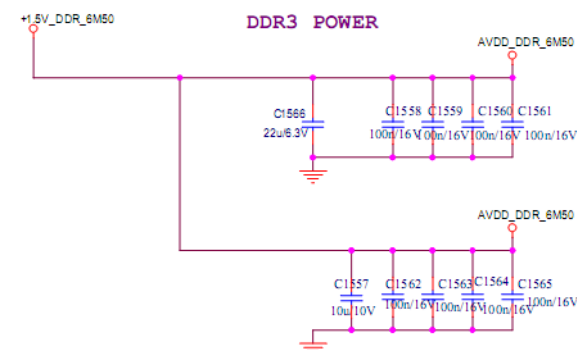 +1.5V_DDR_6M50
DDR3 POWER
AVDD_DDR_6M50
C1566
22u/6.3V
C1558
C1559
C1560
C1561
100n/16V
100n/16V
100n/16V
100n/16V
AVDD_DDR_6M50
C1557
C1562
C1563
C1564
C1565
10u/10V
100n/16V
100n/16V
100n/16V
100n/16V